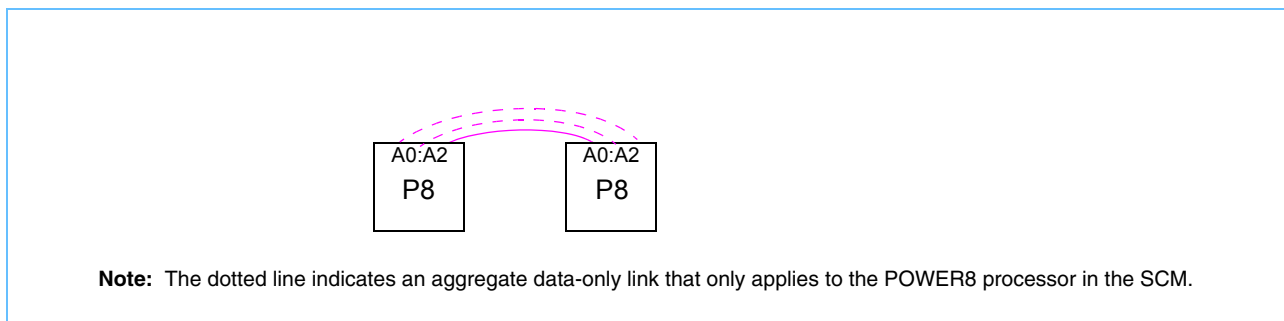 A0:A2 A0:A2
P8 P8
Note: The dotted line indicates an aggregate data-only link that only applies to the POWER8 processor in the SCM.